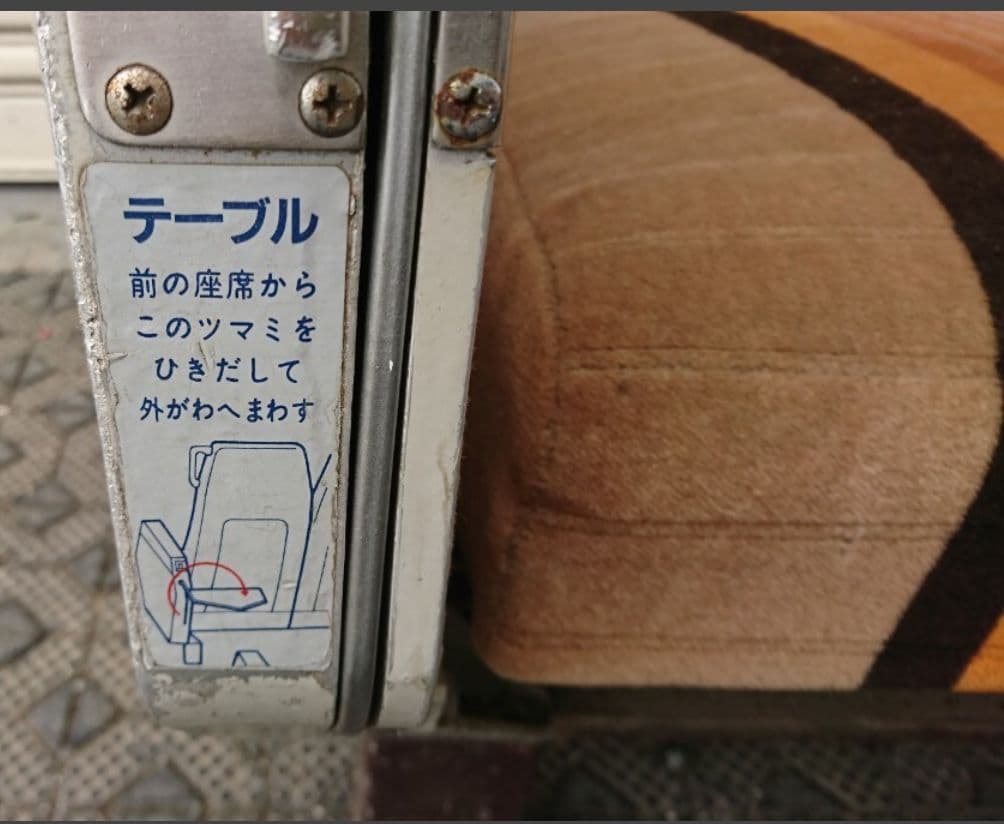 テーブル
前の座席から
このツマミを
ひきだして
外がわへまわす